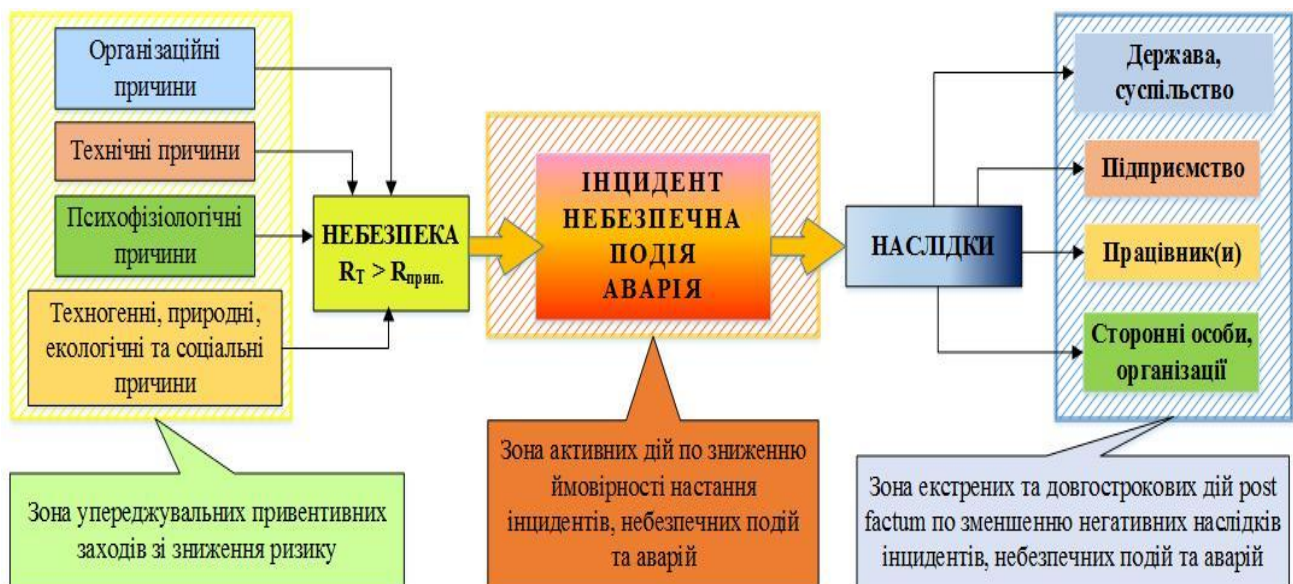 Організаційні
причини
Технічні причини
Психофізіологічні
причини
Техногенні, природні,
екологічні та соціальні
причини
НЕБЕЗПЕКА
R_T > R_прип.
ІНЦИДЕНТ
НЕБЕЗПЕЧНА
ПОДІЯ
АВАРІЯ
НАСЛІДКИ
Держава,
суспільство
Підприємство
Працівник(и)
Сторонні особи,
організації
Зона упереджувальних привентивних
заходів зі зниження ризику
Зона активних дій по зниженню
ймовірності настання
інцидентів, небезпечних подій
та аварій
Зона екстрених та довгострокових дій post
factum по зменшенню негативних наслідків
інцидентів, небезпечних подій та аварій